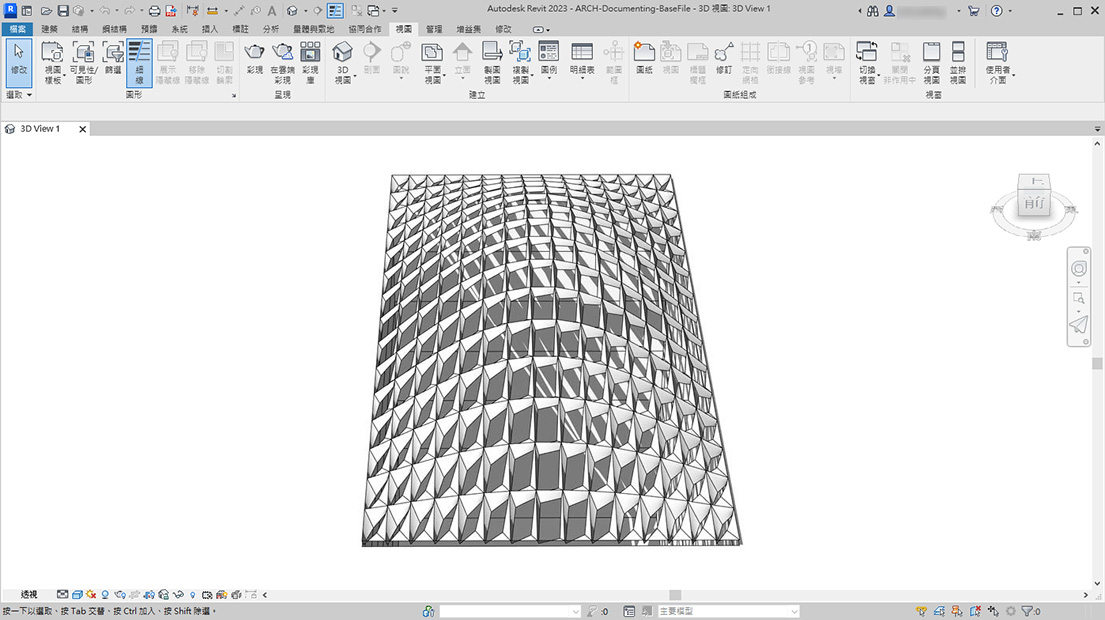 Autodesk Revit 2023 - ARCH-Documenting-BaseFile - 3D 視圖: 3D View 1
檔案 建築 結構 鋼結構 預鑄 系統 插入 標註 分析 量體與敷地 協同合作 視圖 管理 增益集 修改
修改 視圖樣板 可見性/圖形 篩選 細線 展示隱藏線 移除隱藏線 切割輪廓 彩現 在雲端彩現 彩現庫 3D視圖 剖面 圖說 平面視圖 立面 製圖視圖 複製視圖 圖例 明細表 範圍框 圖紙 視圖 標題欄框 修訂 定向網格 銜接線 視圖參考 視埠 切換視窗 關閉非作用中 分頁視圖 並排視圖 使用者介面
選取 圖形 呈現 建立 圖紙組成 視窗
3D View 1
上
前
透視
按一下以選取、按 Tab 交替、按 Ctrl 加入、按 Shift 除選。 :0 主要模型 :0